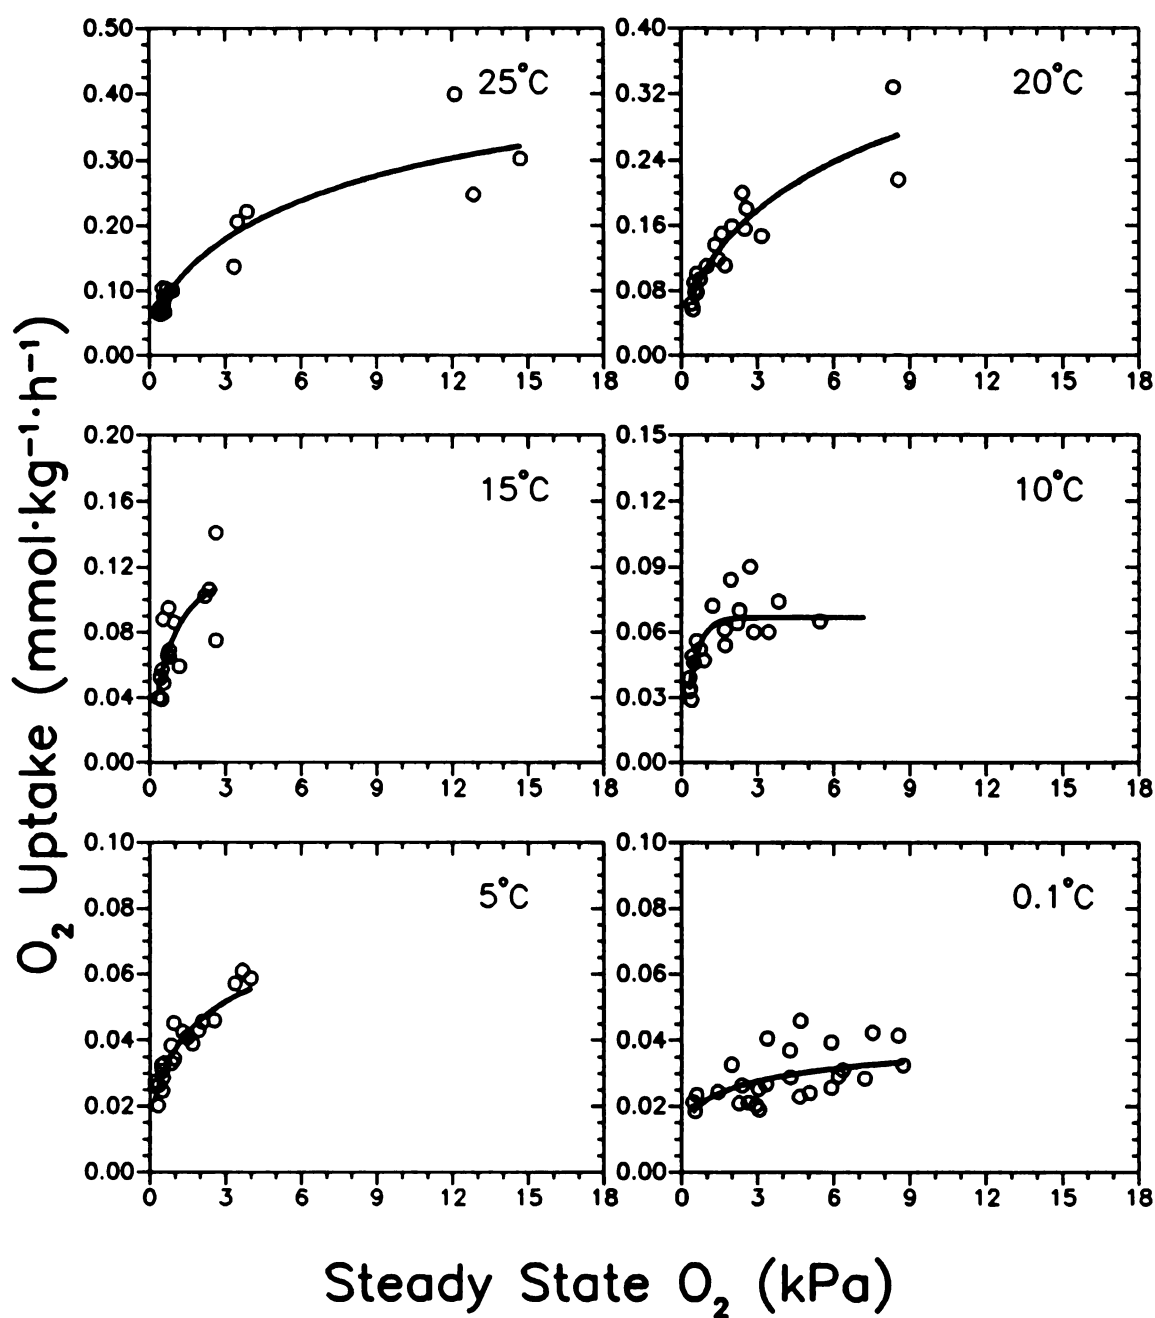 O₂ Uptake (mmol·kg⁻¹·h⁻¹)
0.50
0.40
0.30
0.20
0.10
0.00
0 3 6 9 12 15 18
25°C
0.40
0.32
0.24
0.16
0.08
0.00
0 3 6 9 12 15 18
20°C
0.20
0.16
0.12
0.08
0.04
0.00
0 3 6 9 12 15 18
15°C
0.15
0.12
0.09
0.06
0.03
0.00
0 3 6 9 12 15 18
10°C
0.10
0.08
0.06
0.04
0.02
0.00
0 3 6 9 12 15 18
5°C
0.10
0.08
0.06
0.04
0.02
0.00
0 3 6 9 12 15 18
0.1°C
Steady State O₂ (kPa)